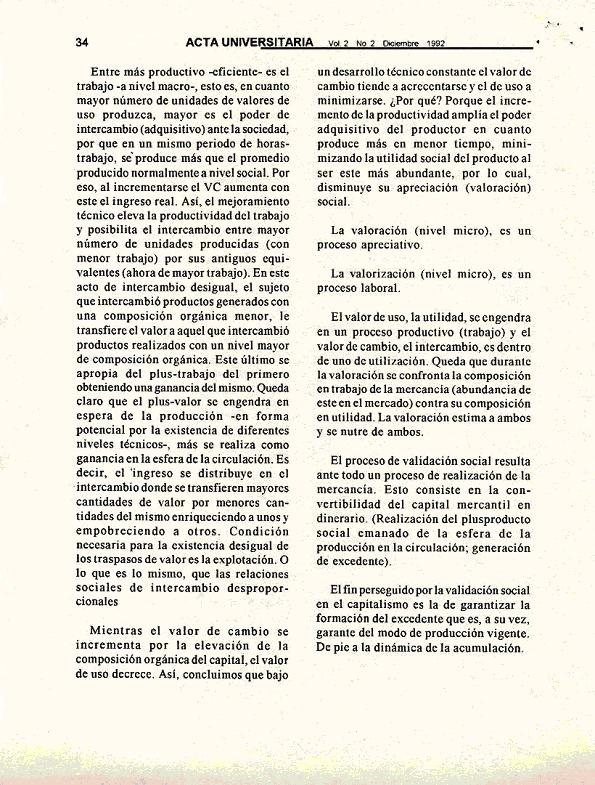 34 ACTA UNIVERSITARIA Vol. 2 No 2 Diciembre 1992
Entre más productivo -eficiente- es el
trabajo -a nivel macro-, esto es, en cuanto
mayor número de unidades de valores de
uso produzca, mayor es el poder de
intercambio (adquisitivo) ante la sociedad,
por que en un mismo periodo de horas-
trabajo, se produce más que el promedio
producido normalmente a nivel social. Por
eso, al incrementarse el VC aumenta con
este el ingreso real. Así, el mejoramiento
técnico eleva la productividad del trabajo
y posibilita el intercambio entre mayor
número de unidades producidas (con
menor trabajo) por sus antiguos equi-
valentes (ahora de mayor trabajo). En este
acto de intercambio desigual, el sujeto
que intercambió productos generados con
una composición orgánica menor, le
transfiere el valor a aquel que intercambió
productos realizados con un nivel mayor
de composición orgánica. Este último se
apropia del plus-trabajo del primero
obteniendo una ganancia del mismo. Queda
claro que el plus-valor se engendra en
espera de la producción -en forma
potencial por la existencia de diferentes
niveles técnicos-, más se realiza como
ganancia en la esfera de la circulación. Es
decir, el ingreso se distribuye en el
intercambio donde se transfieren mayores
cantidades de valor por menores can-
tidades del mismo enriqueciendo a unos y
empobreciendo a otros. Condición
necesaria para la existencia desigual de
los traspasos de valor es la explotación. O
lo que es lo mismo, que las relaciones
sociales de intercambio despropor-
cionales
Mientras el valor de cambio se
incrementa por la elevación de la
composición orgánica del capital, el valor
de uso decrece. Así, concluimos que bajo
un desarrollo técnico constante el valor de
cambio tiende a acrecentarse y el de uso a
minimizarse. ¿Por qué? Porque el incre-
mento de la productividad amplía el poder
adquisitivo del productor en cuanto
produce más en menor tiempo, mini-
mizando la utilidad social del producto al
ser este más abundante, por lo cual,
disminuye su apreciación (valoración)
social.
La valoración (nivel micro), es un
proceso apreciativo.
La valorización (nivel micro), es un
proceso laboral.
El valor de uso, la utilidad, se engendra
en un proceso productivo (trabajo) y el
valor de cambio, el intercambio, es dentro
de uno de utilización. Queda que durante
la valoración se confronta la composición
en trabajo de la mercancia (abundancia de
este en el mercado) contra su composición
en utilidad. La valoración estima a ambos
y se nutre de ambos.
El proceso de validación social resulta
ante todo un proceso de realización de la
mercancía. Esto consiste en la con-
vertibilidad del capital mercantil en
dinerario. (Realización del plusproducto
social emanado de la esfera de la
producción en la circulación; generación
de excedente).
El fin perseguido por la validación social
en el capitalismo es la de garantizar la
formación del excedente que es, a su vez,
garante del modo de producción vigente.
De pie a la dinámica de la acumulación.